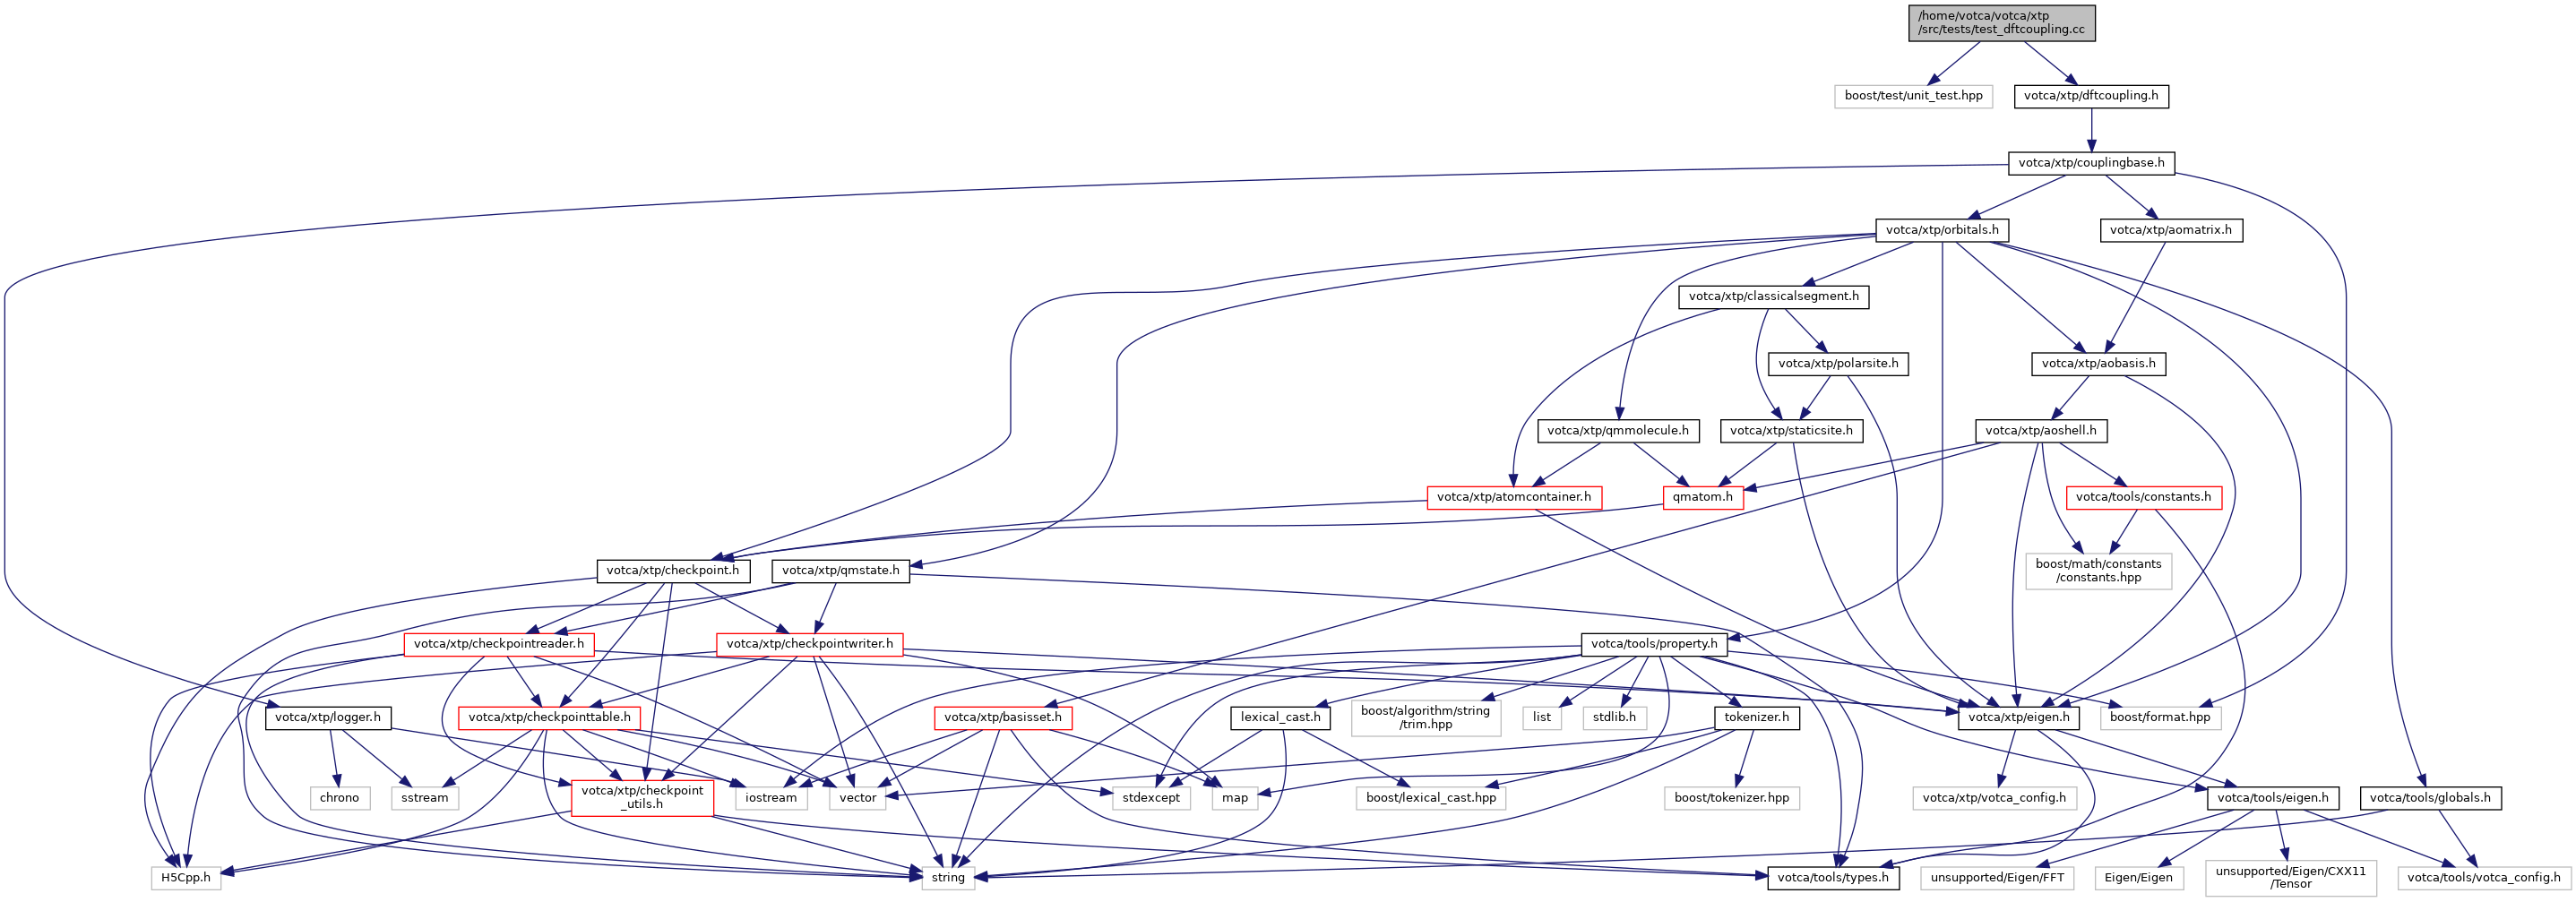 /home/votca/votca/xtp
/src/tests/test_dftcoupling.cc
boost/test/unit_test.hpp
votca/xtp/dftcoupling.h
votca/xtp/couplingbase.h
votca/xtp/orbitals.h
votca/xtp/aomatrix.h
votca/xtp/classicalsegment.h
votca/xtp/polarsite.h
votca/xtp/aobasis.h
votca/xtp/qmmolecule.h
votca/xtp/staticsite.h
votca/xtp/aoshell.h
votca/xtp/atomcontainer.h
qmatom.h
votca/tools/constants.h
votca/xtp/checkpoint.h
votca/xtp/qmstate.h
boost/math/constants
/constants.hpp
votca/xtp/checkpointreader.h
votca/xtp/checkpointwriter.h
votca/tools/property.h
votca/xtp/logger.h
votca/xtp/checkpointtable.h
votca/xtp/basisset.h
lexical_cast.h
boost/algorithm/string
/trim.hpp
list
stdlib.h
tokenizer.h
votca/xtp/eigen.h
boost/format.hpp
chrono
sstream
votca/xtp/checkpoint
_utils.h
iostream
vector
stdexcept
map
boost/lexical_cast.hpp
boost/tokenizer.hpp
votca/xtp/votca_config.h
votca/tools/eigen.h
votca/tools/globals.h
H5Cpp.h
string
votca/tools/types.h
unsupported/Eigen/FFT
Eigen/Eigen
unsupported/Eigen/CXX11
/Tensor
votca/tools/votca_config.h